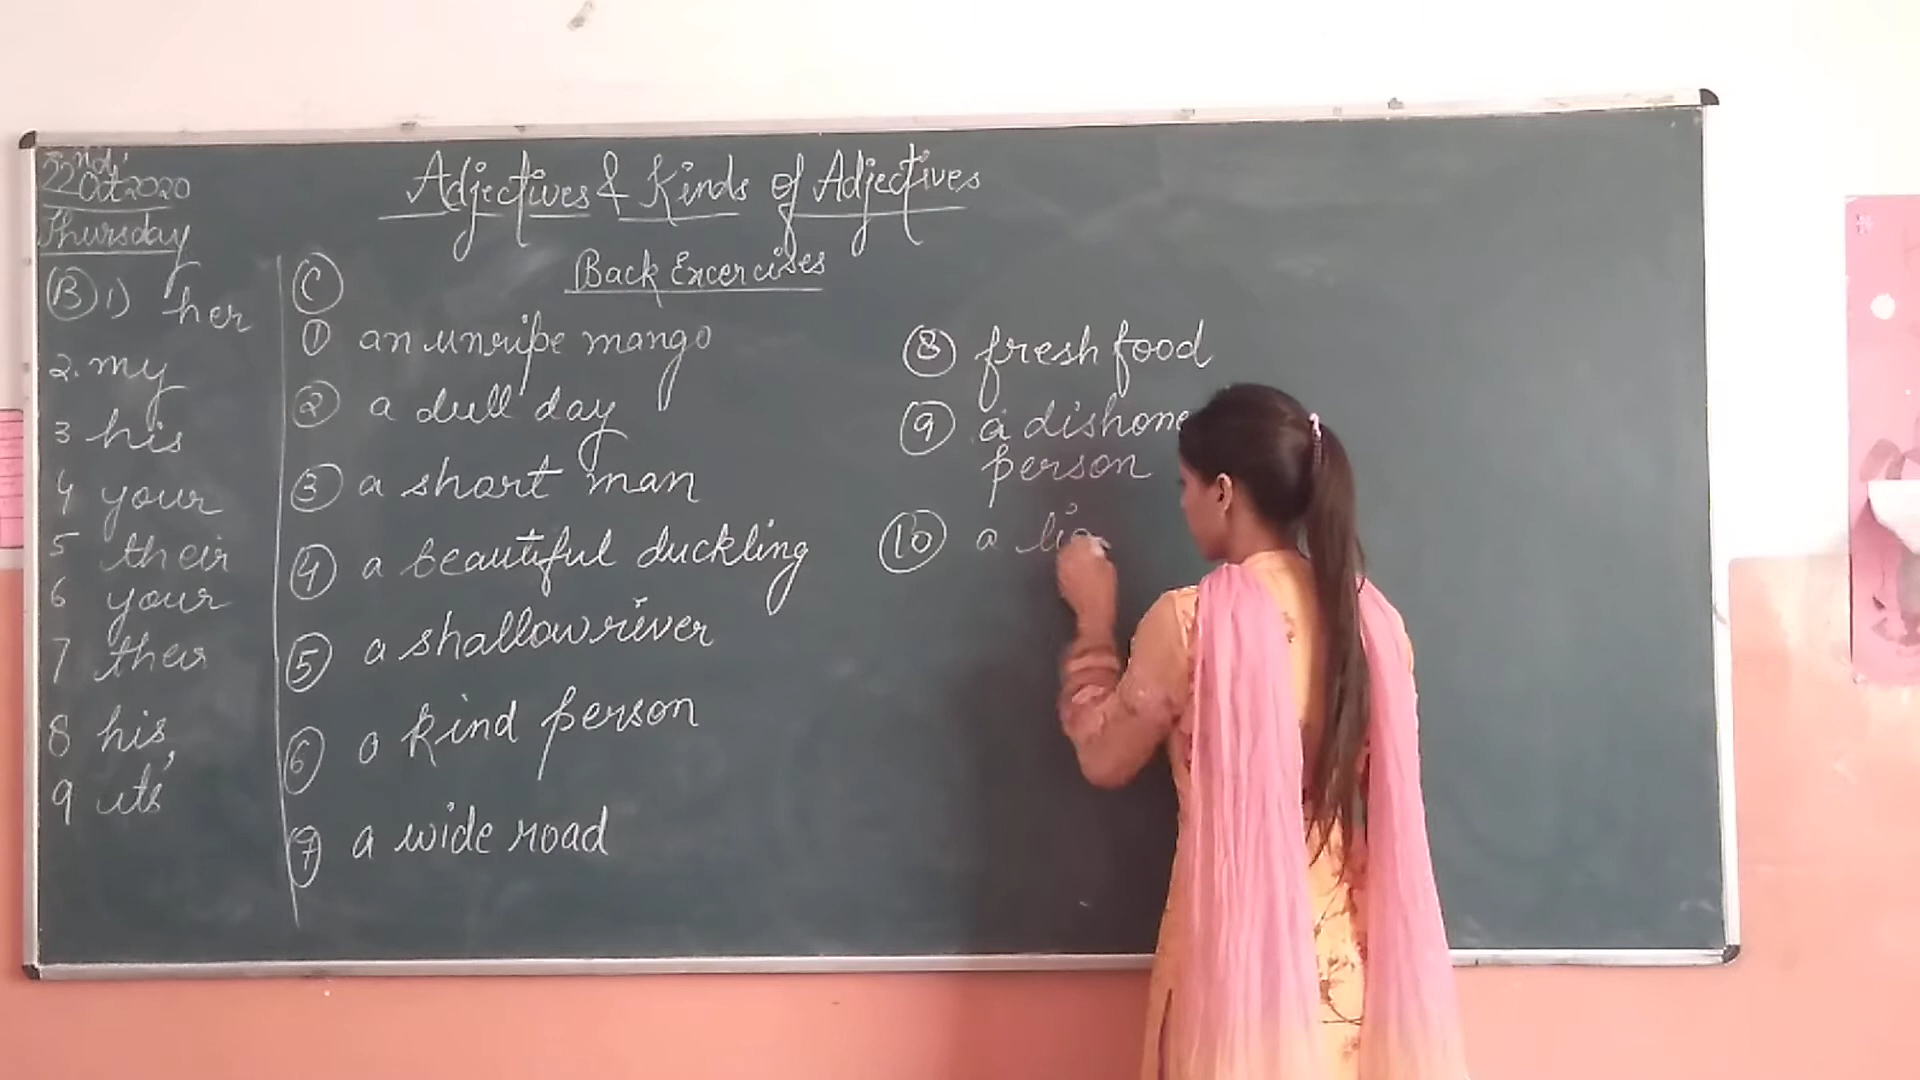 22nd Oct 2020
Thursday
Adjectives & Kinds of Adjectives
Back Excercises
B 1) her
2. my
3 his
4 your
5 their
6 your
7 their
8 his,
9 its
C
1 an unripe mango
2 a dull day
3 a short man
4 a beautiful duckling
5 a shallow river
6 a kind person
7 a wide road
8 fresh food
9 a dishone
person
10 a